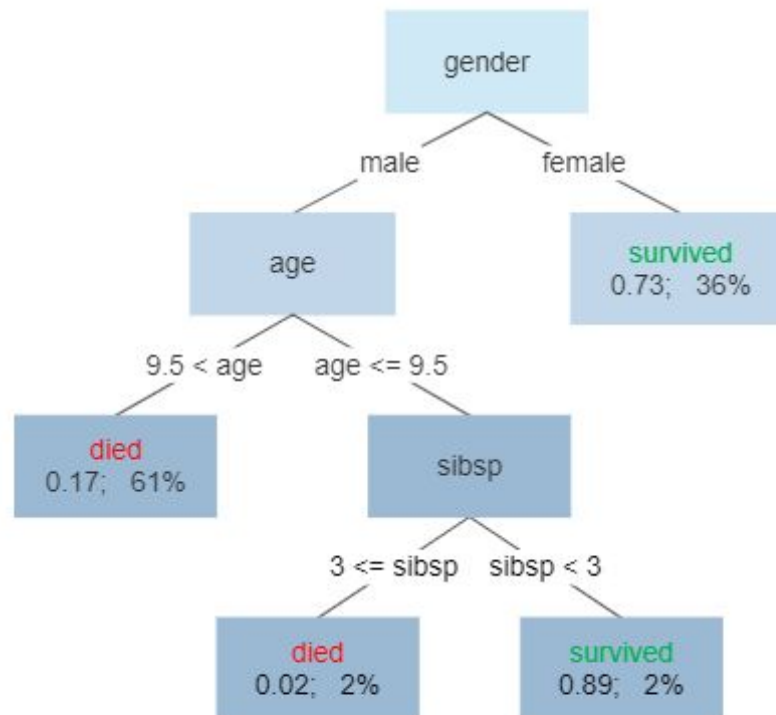 gender
male
female
age
survived
0.73; 36%
9.5 < age
age <= 9.5
died
0.17; 61%
sibsp
3 <= sibsp
sibsp < 3
died
0.02; 2%
survived
0.89; 2%